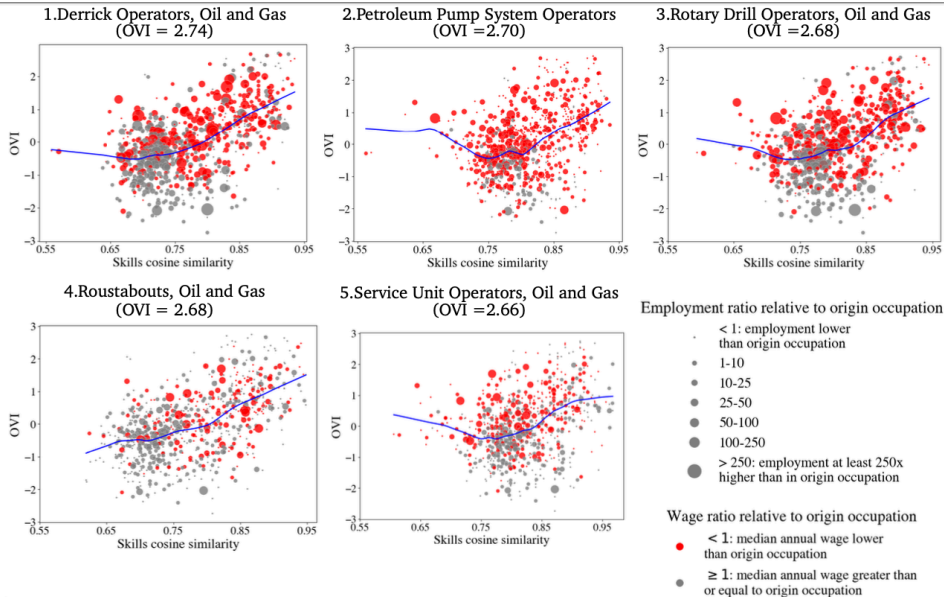 1.Derrick Operators, Oil and Gas
(OVI = 2.74)
OVI
2
1
0
−1
−2
−3
0.55
0.65
0.75
0.85
0.95
Skills cosine similarity
2.Petroleum Pump System Operators
(OVI =2.70)
OVI
3
2
1
0
−1
−2
−3
0.55
0.65
0.75
0.85
0.95
Skills cosine similarity
3.Rotary Drill Operators, Oil and Gas
(OVI =2.68)
OVI
3
2
1
0
−1
−2
−3
0.55
0.65
0.75
0.85
0.95
Skills cosine similarity
4.Roustabouts, Oil and Gas
(OVI = 2.68)
OVI
3
2
1
0
−1
−2
−3
0.55
0.65
0.75
0.85
0.95
Skills cosine similarity
5.Service Unit Operators, Oil and Gas
(OVI =2.66)
OVI
3
2
1
0
−1
−2
−3
0.55
0.65
0.75
0.85
0.95
Skills cosine similarity
Employment ratio relative to origin occupation
< 1: employment lower
than origin occupation
1-10
10-25
25-50
50-100
100-250
> 250: employment at least 250x
higher than in origin occupation
Wage ratio relative to origin occupation
< 1: median annual wage lower
than origin occupation
≥ 1: median annual wage greater than
or equal to origin occupation